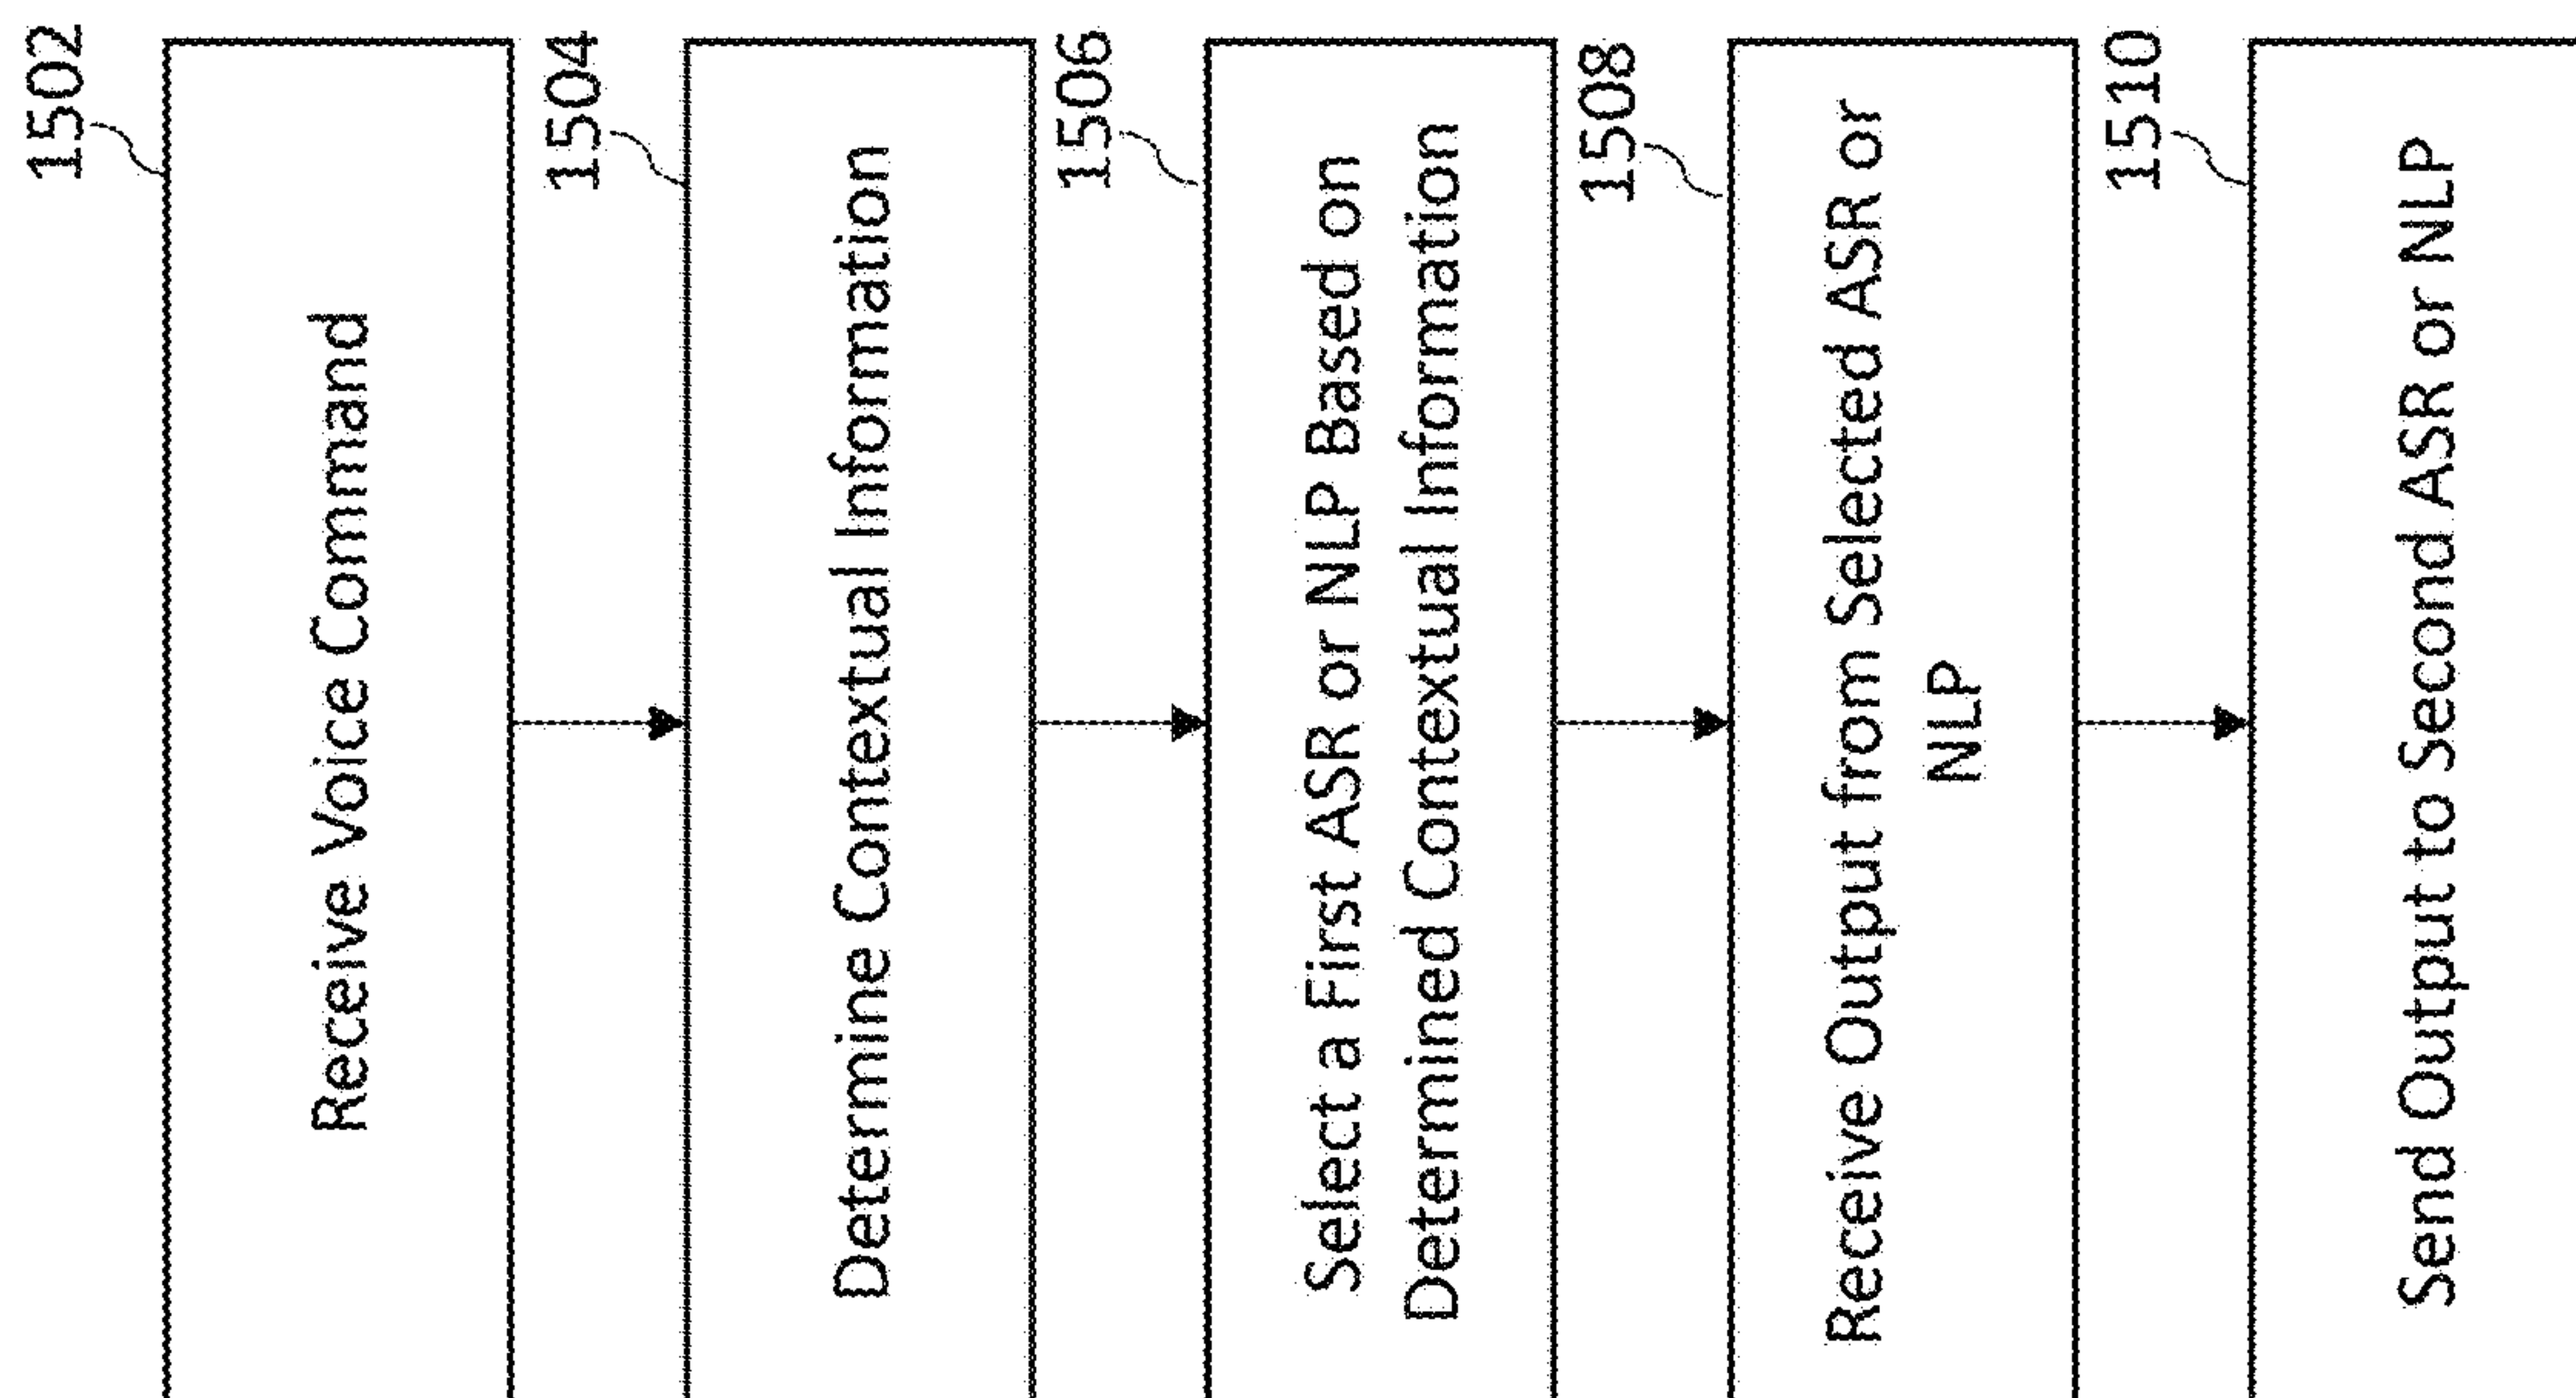 1502
Receive Voice Command
1504
Determine Contextual Information
1506
Select a First ASR or NLP Based on
Determined Contextual Information
1508
Receive Output from Selected ASR or
NLP
1510
Send Output to Second ASR or NLP